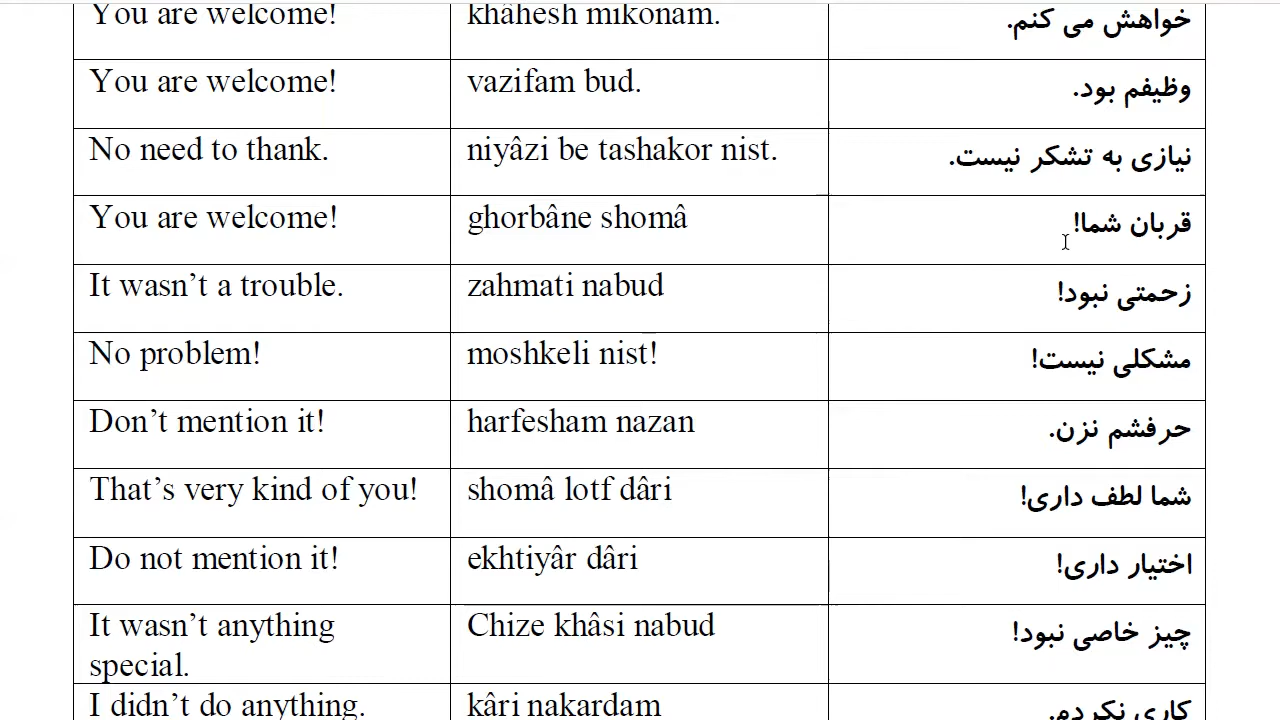 You are welcome! khâhesh mikonam. خواهش می کنم.
You are welcome! vazifam bud. وظیفم بود.
No need to thank. niyâzi be tashakor nist. نیازی به تشکر نیست.
You are welcome! ghorbâne shomâ قربان شما!
It wasn’t a trouble. zahmati nabud زحمتی نبود!
No problem! moshkeli nist! مشکلی نیست!
Don’t mention it! harfesham nazan حرفشم نزن.
That’s very kind of you! shomâ lotf dâri شما لطف داری!
Do not mention it! ekhtiyâr dâri اختیار داری!
It wasn’t anything Chize khâsi nabud چیز خاصی نبود!
special.
I didn’t do anything. kâri nakardam کاری نکردم.